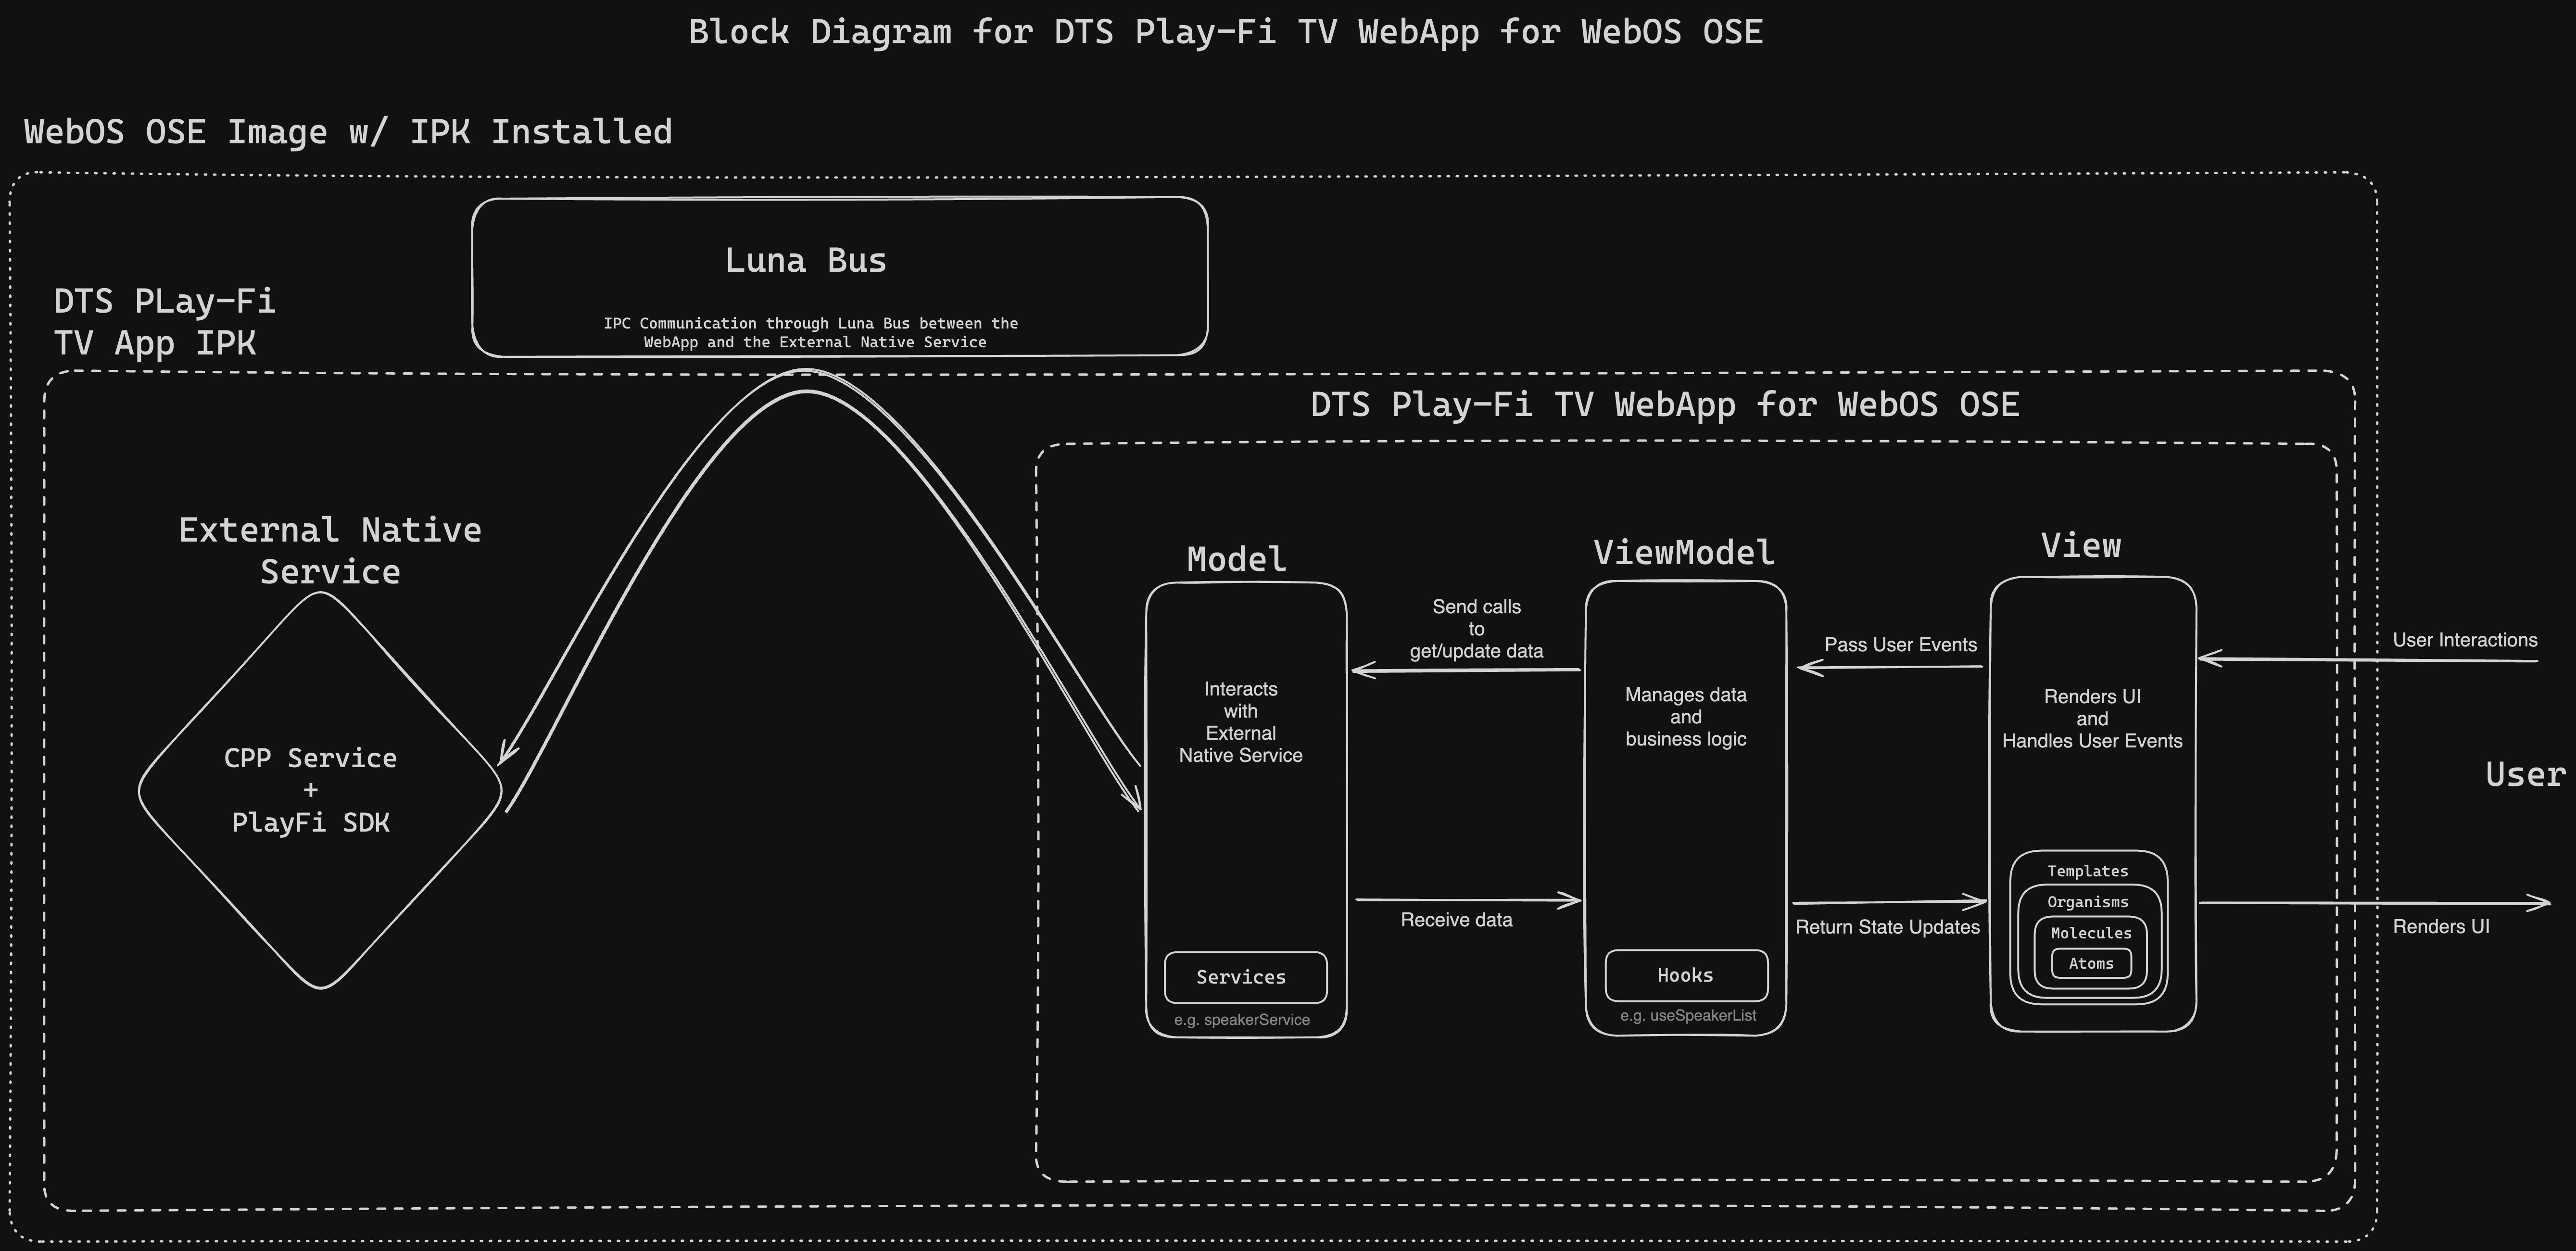 Block Diagram for DTS Play-Fi TV WebApp for WebOS OSE
WebOS OSE Image w/ IPK Installed
Luna Bus
IPC Communication through Luna Bus between the
WebApp and the External Native Service
DTS PLay-Fi
TV App IPK
DTS Play-Fi TV WebApp for WebOS OSE
External Native
Service
CPP Service
+
PlayFi SDK
Model
Interacts
with
External
Native Service
Services
e.g. speakerService
Send calls
to
get/update data
Receive data
ViewModel
Manages data
and
business logic
Hooks
e.g. useSpeakerList
Pass User Events
Return State Updates
View
Renders UI
and
Handles User Events
Templates
Organisms
Molecules
Atoms
User Interactions
User
Renders UI